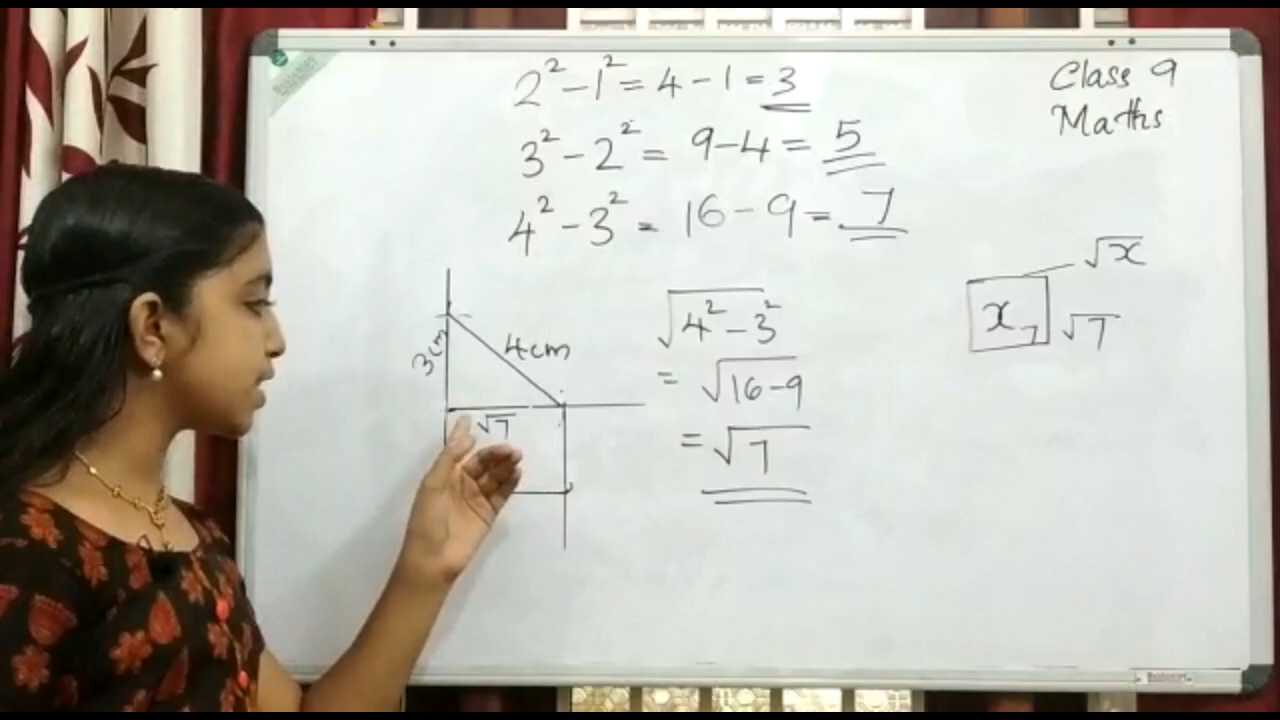 2² - 1² = 4 - 1 = 3
3² - 2² = 9 - 4 = 5
4² - 3² = 16 - 9 = 7
Class 9
Maths
3cm
4cm
√7
√4² - 3²
= √16 - 9
= √7
√x
x
7
√7